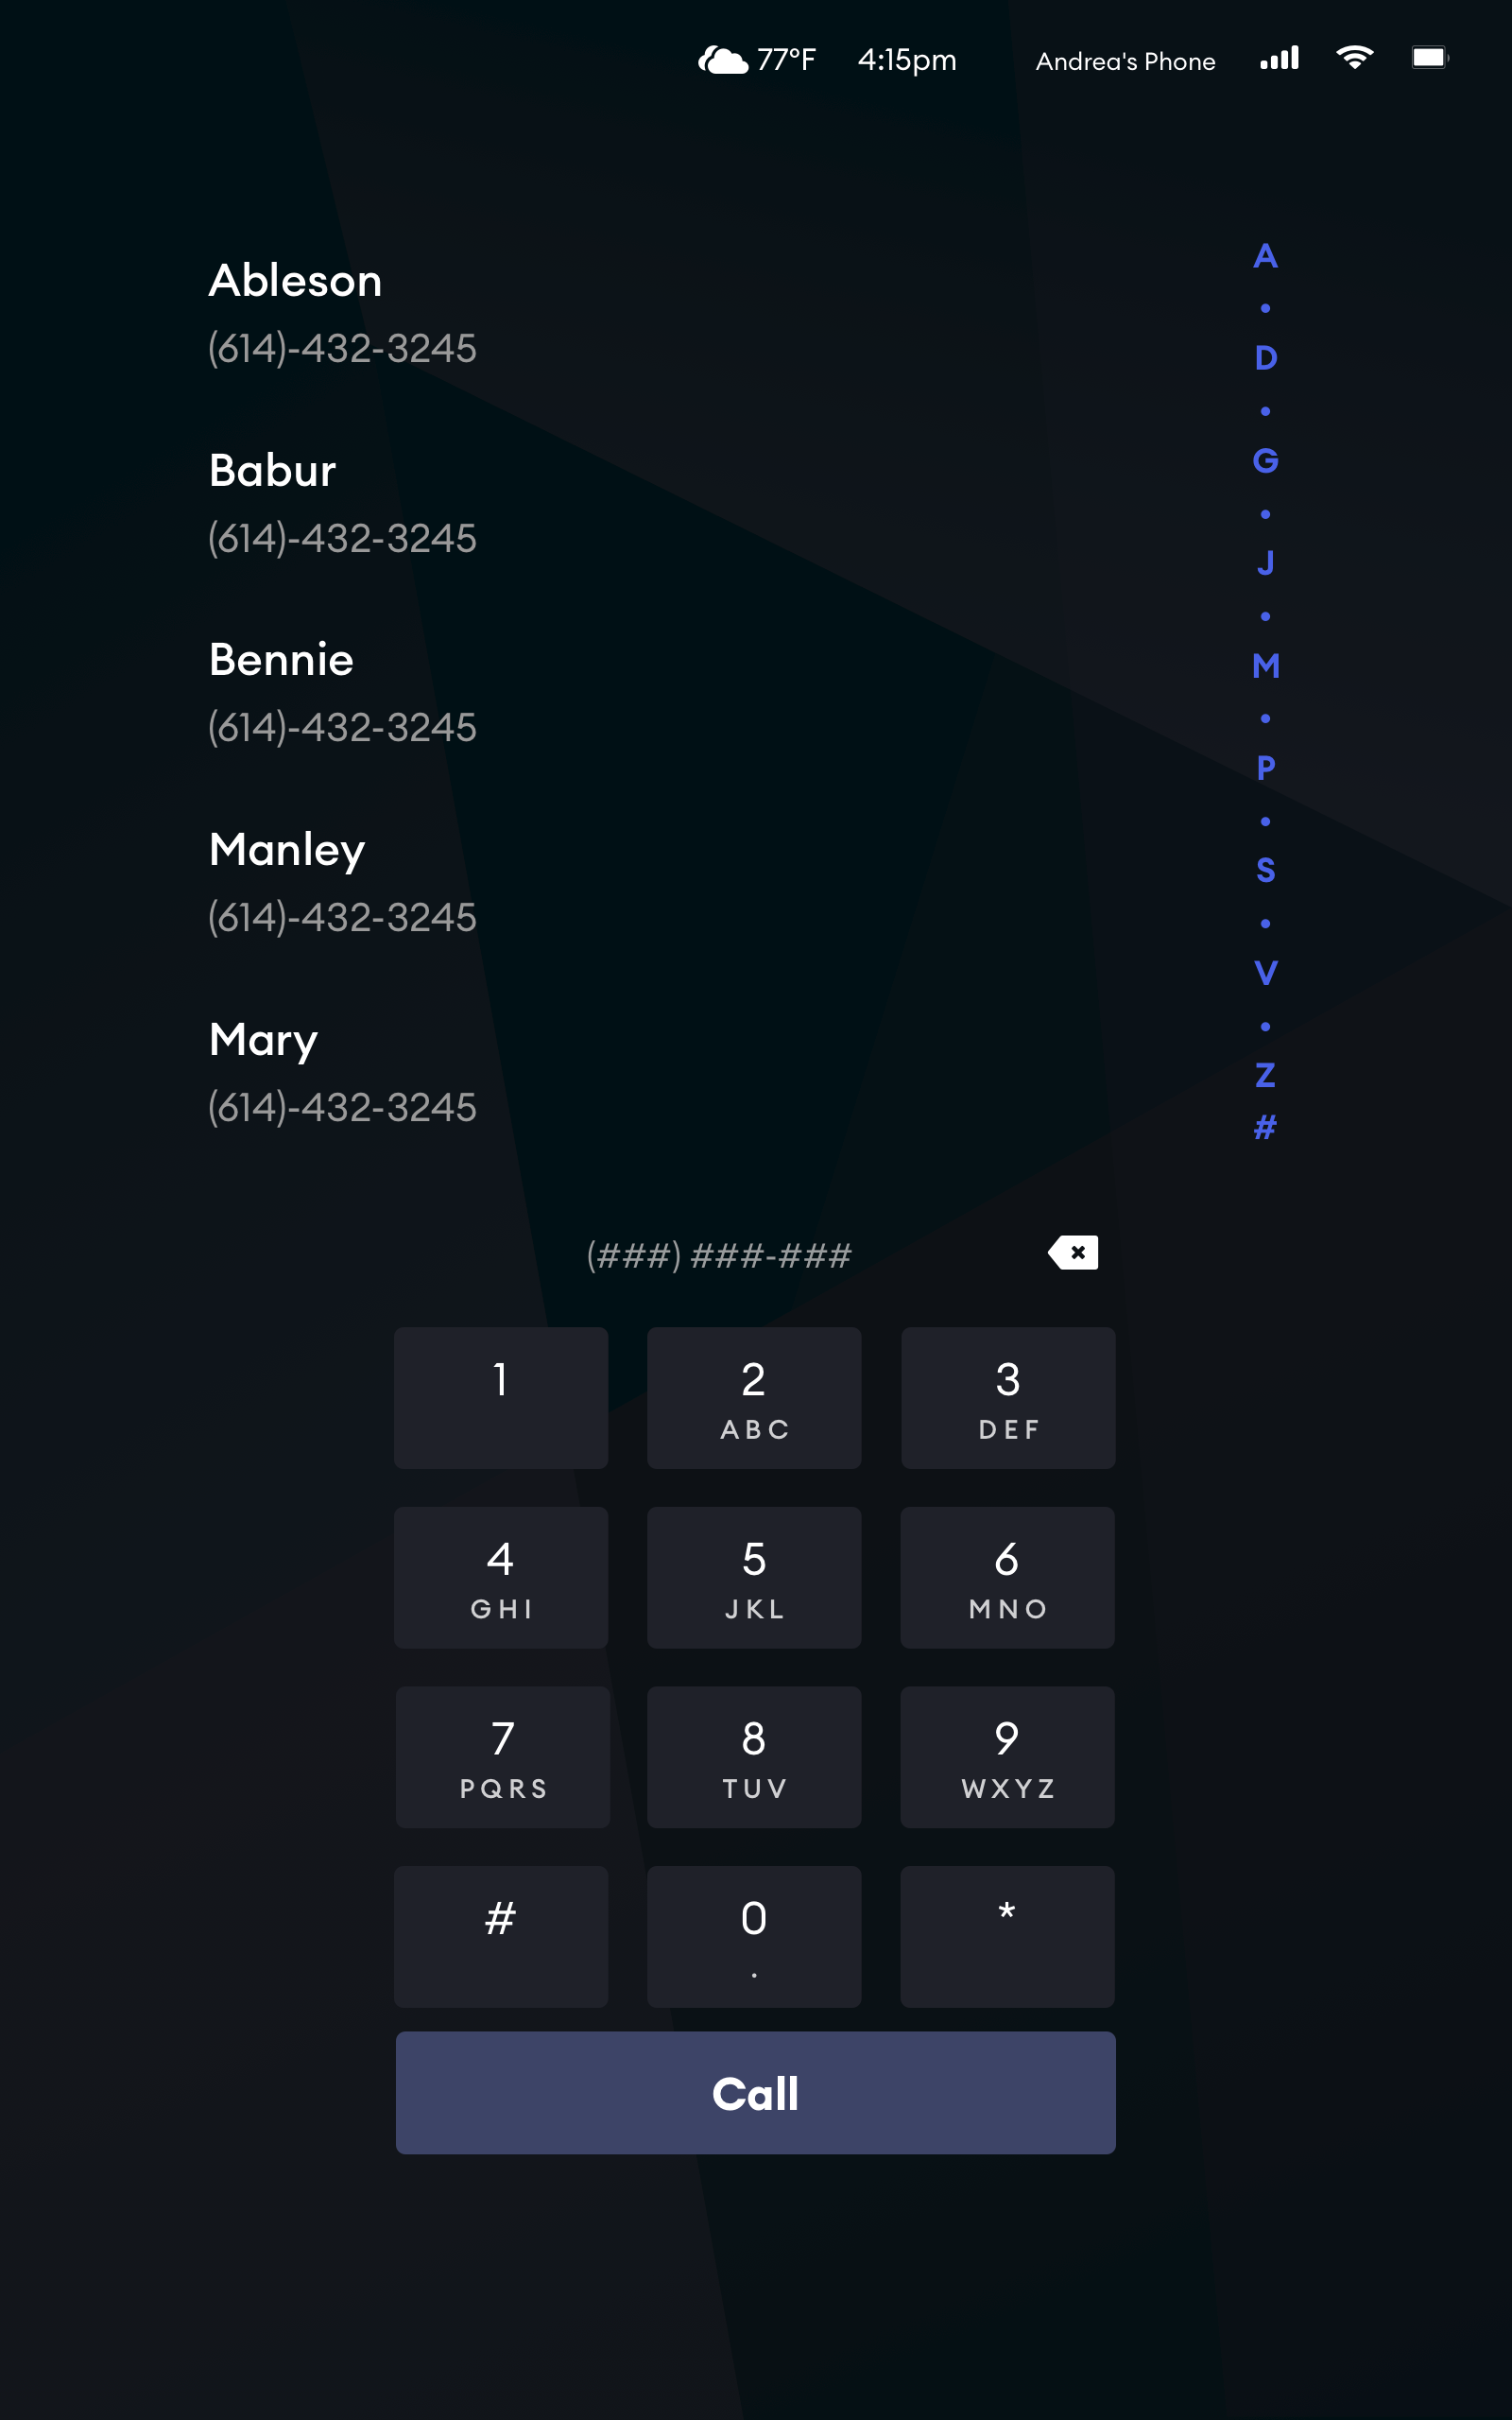 77°F 4:15pm Andrea's Phone
Ableson
(614)-432-3245
Babur
(614)-432-3245
Bennie
(614)-432-3245
Manley
(614)-432-3245
Mary
(614)-432-3245
A
•
D
•
G
•
J
•
M
•
P
•
S
•
V
•
Z
#
(###) ###-###
1 2 3
ABC DEF
4 5 6
GHI JKL MNO
7 8 9
PQRS TUV WXYZ
# 0 *
.
Call